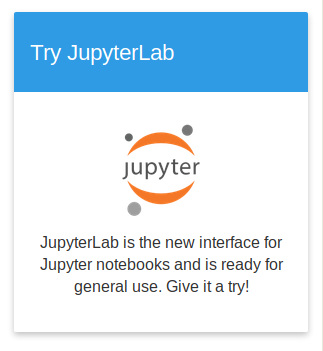 Try JupyterLab
jupyter
JupyterLab is the new interface for
Jupyter notebooks and is ready for
general use. Give it a try!